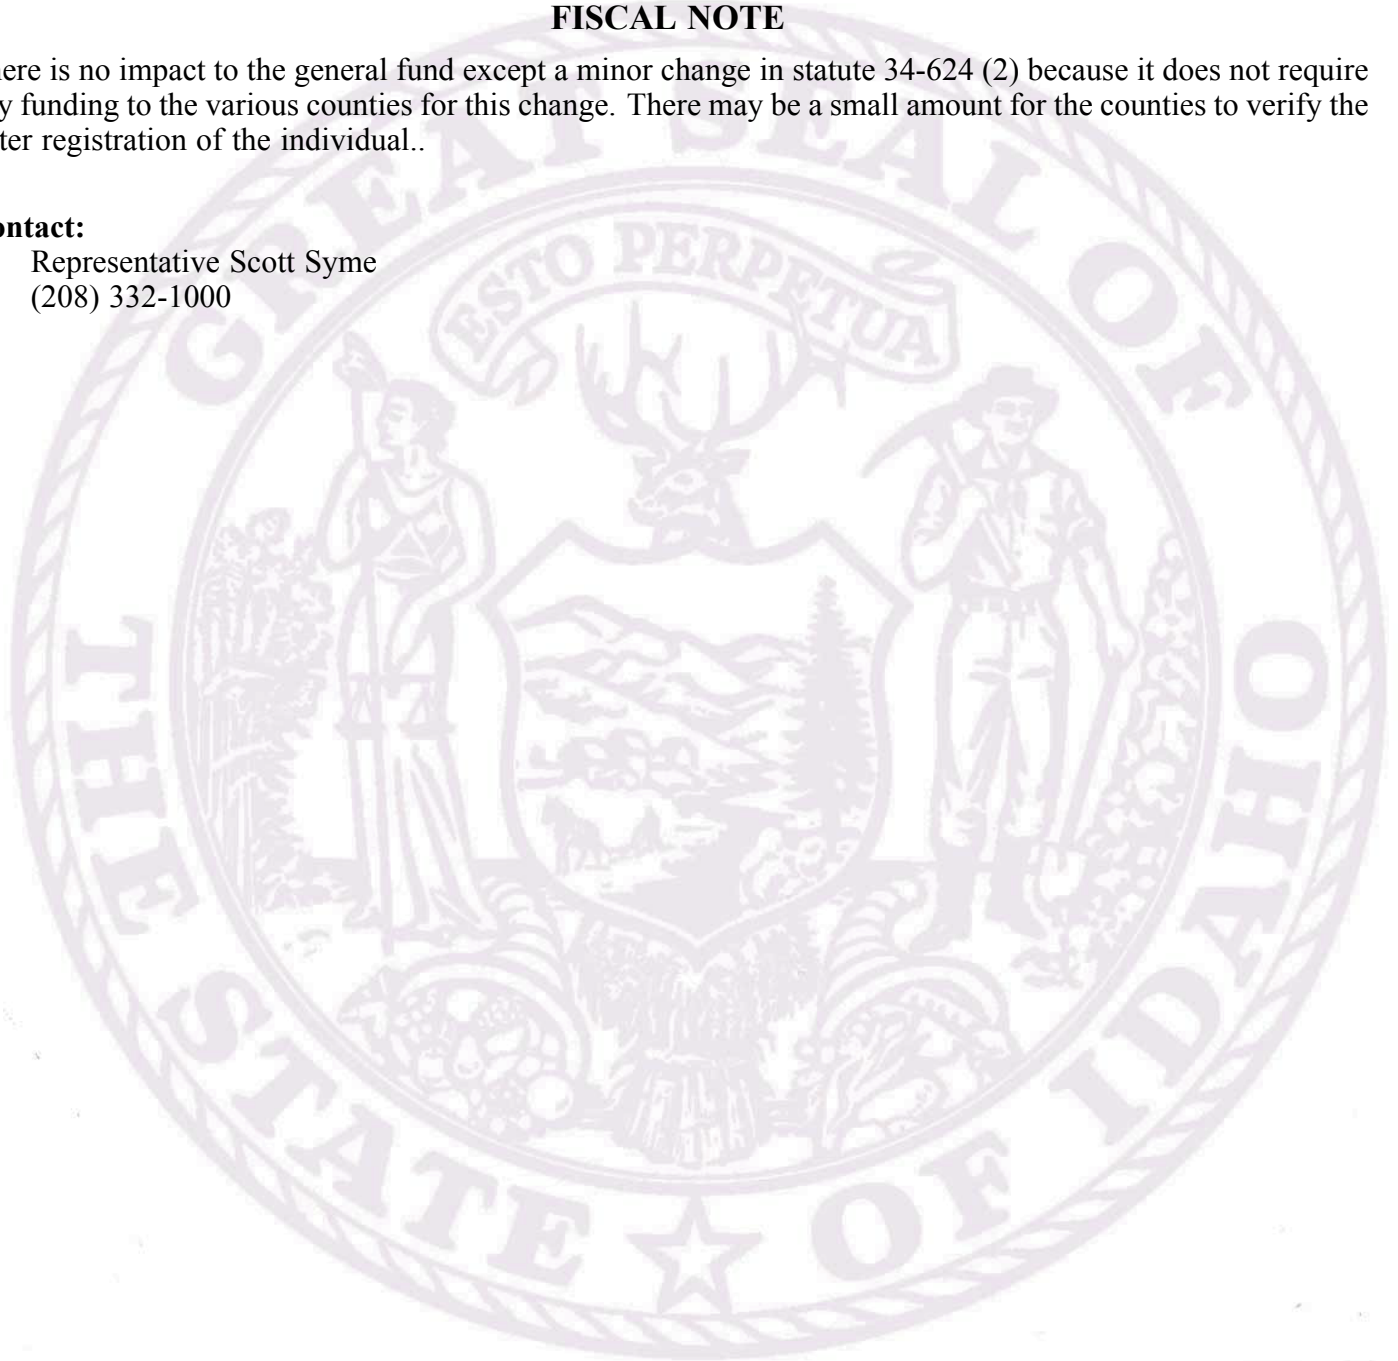 FISCAL NOTE
here is no impact to the general fund except a minor change in statute 34-624 (2) because it does not require
y funding to the various counties for this change. There may be a small amount for the counties to verify the
ter registration of the individual..
ontact:
Representative Scott Syme
(208) 332-1000
GREAT SEAL OF
THE STATE OF IDAHO
ESTO PERPETUA